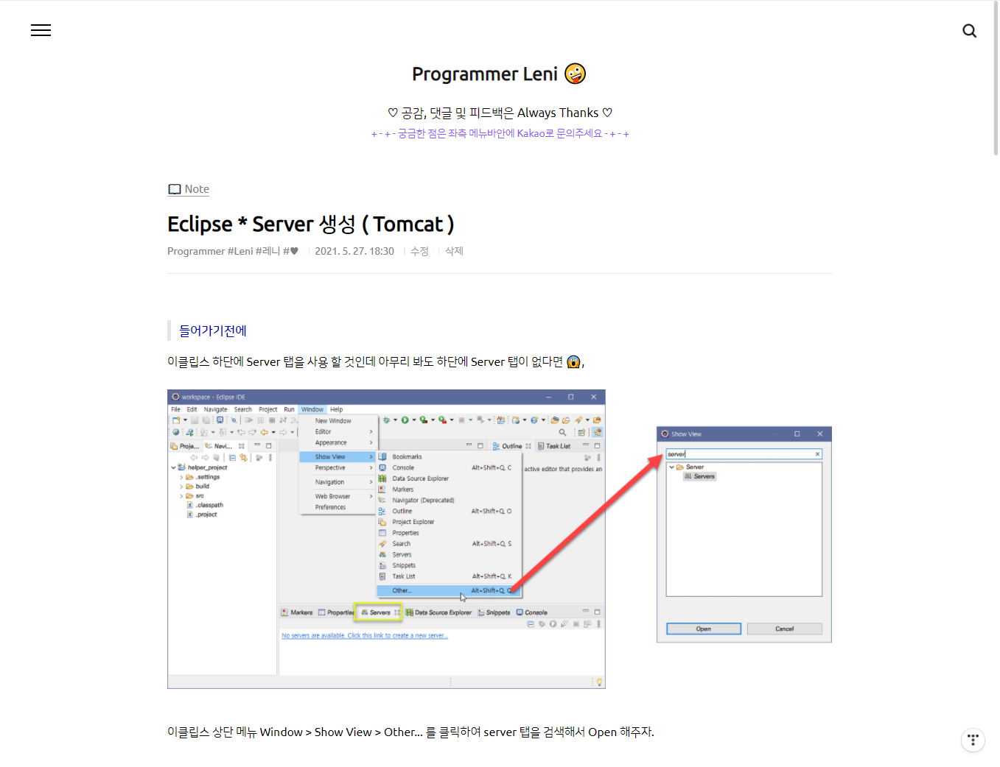 Programmer Leni 🤪
♡ 공감, 댓글 및 피드백은 Always Thanks ♡
+ - + - 궁금한 점은 좌측 메뉴바안에 Kakao로 문의주세요 - + - +
📖 Note
Eclipse * Server 생성 ( Tomcat )
Programmer #Leni #레니 #♥ 2021. 5. 27. 18:30 수정 삭제
들어가기전에
이클립스 하단에 Server 탭을 사용 할 것인데 아무리 봐도 하단에 Server 탭이 없다면 😱,
workspace - Eclipse IDE
File Edit Navigate Search Project Run Window Help
New Window
Editor
Appearance
Show View
Perspective
Navigation
Web Browser
Preferences
Proje... Navi...
helper_project
.settings
build
src
.classpath
.project
Bookmarks
Console Alt+Shift+Q, C
Data Source Explorer
Markers
Navigator (Deprecated)
Outline Alt+Shift+Q, O
Project Explorer
Properties
Search Alt+Shift+Q, S
Servers
Snippets
Task List Alt+Shift+Q, K
Other... Alt+Shift+Q, Q
Outline Task List
active editor that provides an
Markers Properties Servers Data Source Explorer Snippets Console
No servers are available. Click this link to create a new server...
Show View
server
Server
Servers
Open Cancel
이클립스 상단 메뉴 Window > Show View > Other... 를 클릭하여 server 탭을 검색해서 Open 해주자.